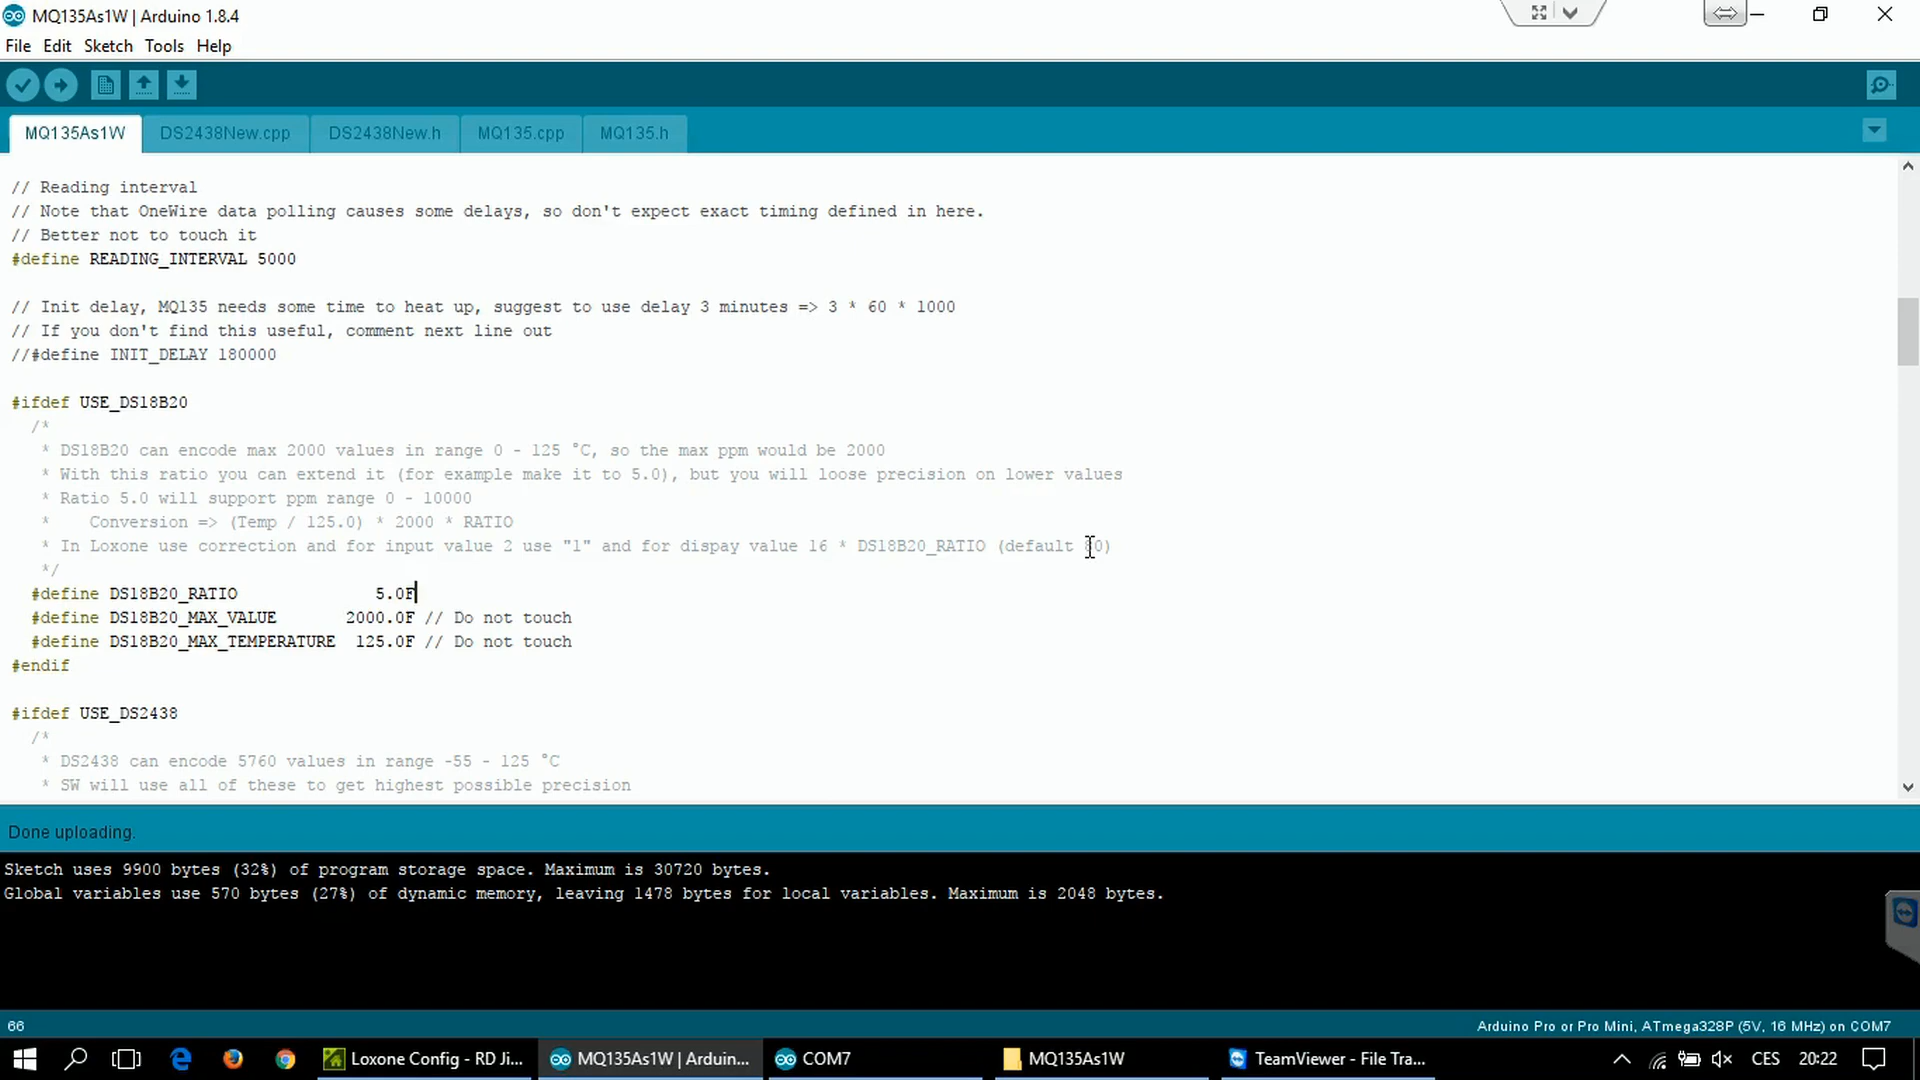 MQ135As1W | Arduino 1.8.4
File Edit Sketch Tools Help
MQ135As1W DS2438New.cpp DS2438New.h MQ135.cpp MQ135.h
// Reading interval
// Note that OneWire data polling causes some delays, so don't expect exact timing defined in here.
// Better not to touch it
#define READING_INTERVAL 5000
// Init delay, MQ135 needs some time to heat up, suggest to use delay 3 minutes => 3 * 60 * 1000
// If you don't find this useful, comment next line out
//#define INIT_DELAY 180000
#ifdef USE_DS18B20
/*
* DS18B20 can encode max 2000 values in range 0 - 125 °C, so the max ppm would be 2000
* With this ratio you can extend it (for example make it to 5.0), but you will loose precision on lower values
* Ratio 5.0 will support ppm range 0 - 10000
* Conversion => (Temp / 125.0) * 2000 * RATIO
* In Loxone use correction and for input value 2 use "1" and for dispay value 16 * DS18B20_RATIO (default 80)
*/
#define DS18B20_RATIO 5.0F
#define DS18B20_MAX_VALUE 2000.0F // Do not touch
#define DS18B20_MAX_TEMPERATURE 125.0F // Do not touch
#endif
#ifdef USE_DS2438
/*
* DS2438 can encode 5760 values in range -55 - 125 °C
* SW will use all of these to get highest possible precision
Done uploading.
Sketch uses 9900 bytes (32%) of program storage space. Maximum is 30720 bytes.
Global variables use 570 bytes (27%) of dynamic memory, leaving 1478 bytes for local variables. Maximum is 2048 bytes.
66 Arduino Pro or Pro Mini, ATmega328P (5V, 16 MHz) on COM7
Loxone Config - RD Ji... MQ135As1W | Arduin... COM7 MQ135As1W TeamViewer - File Tra... CES 20:22